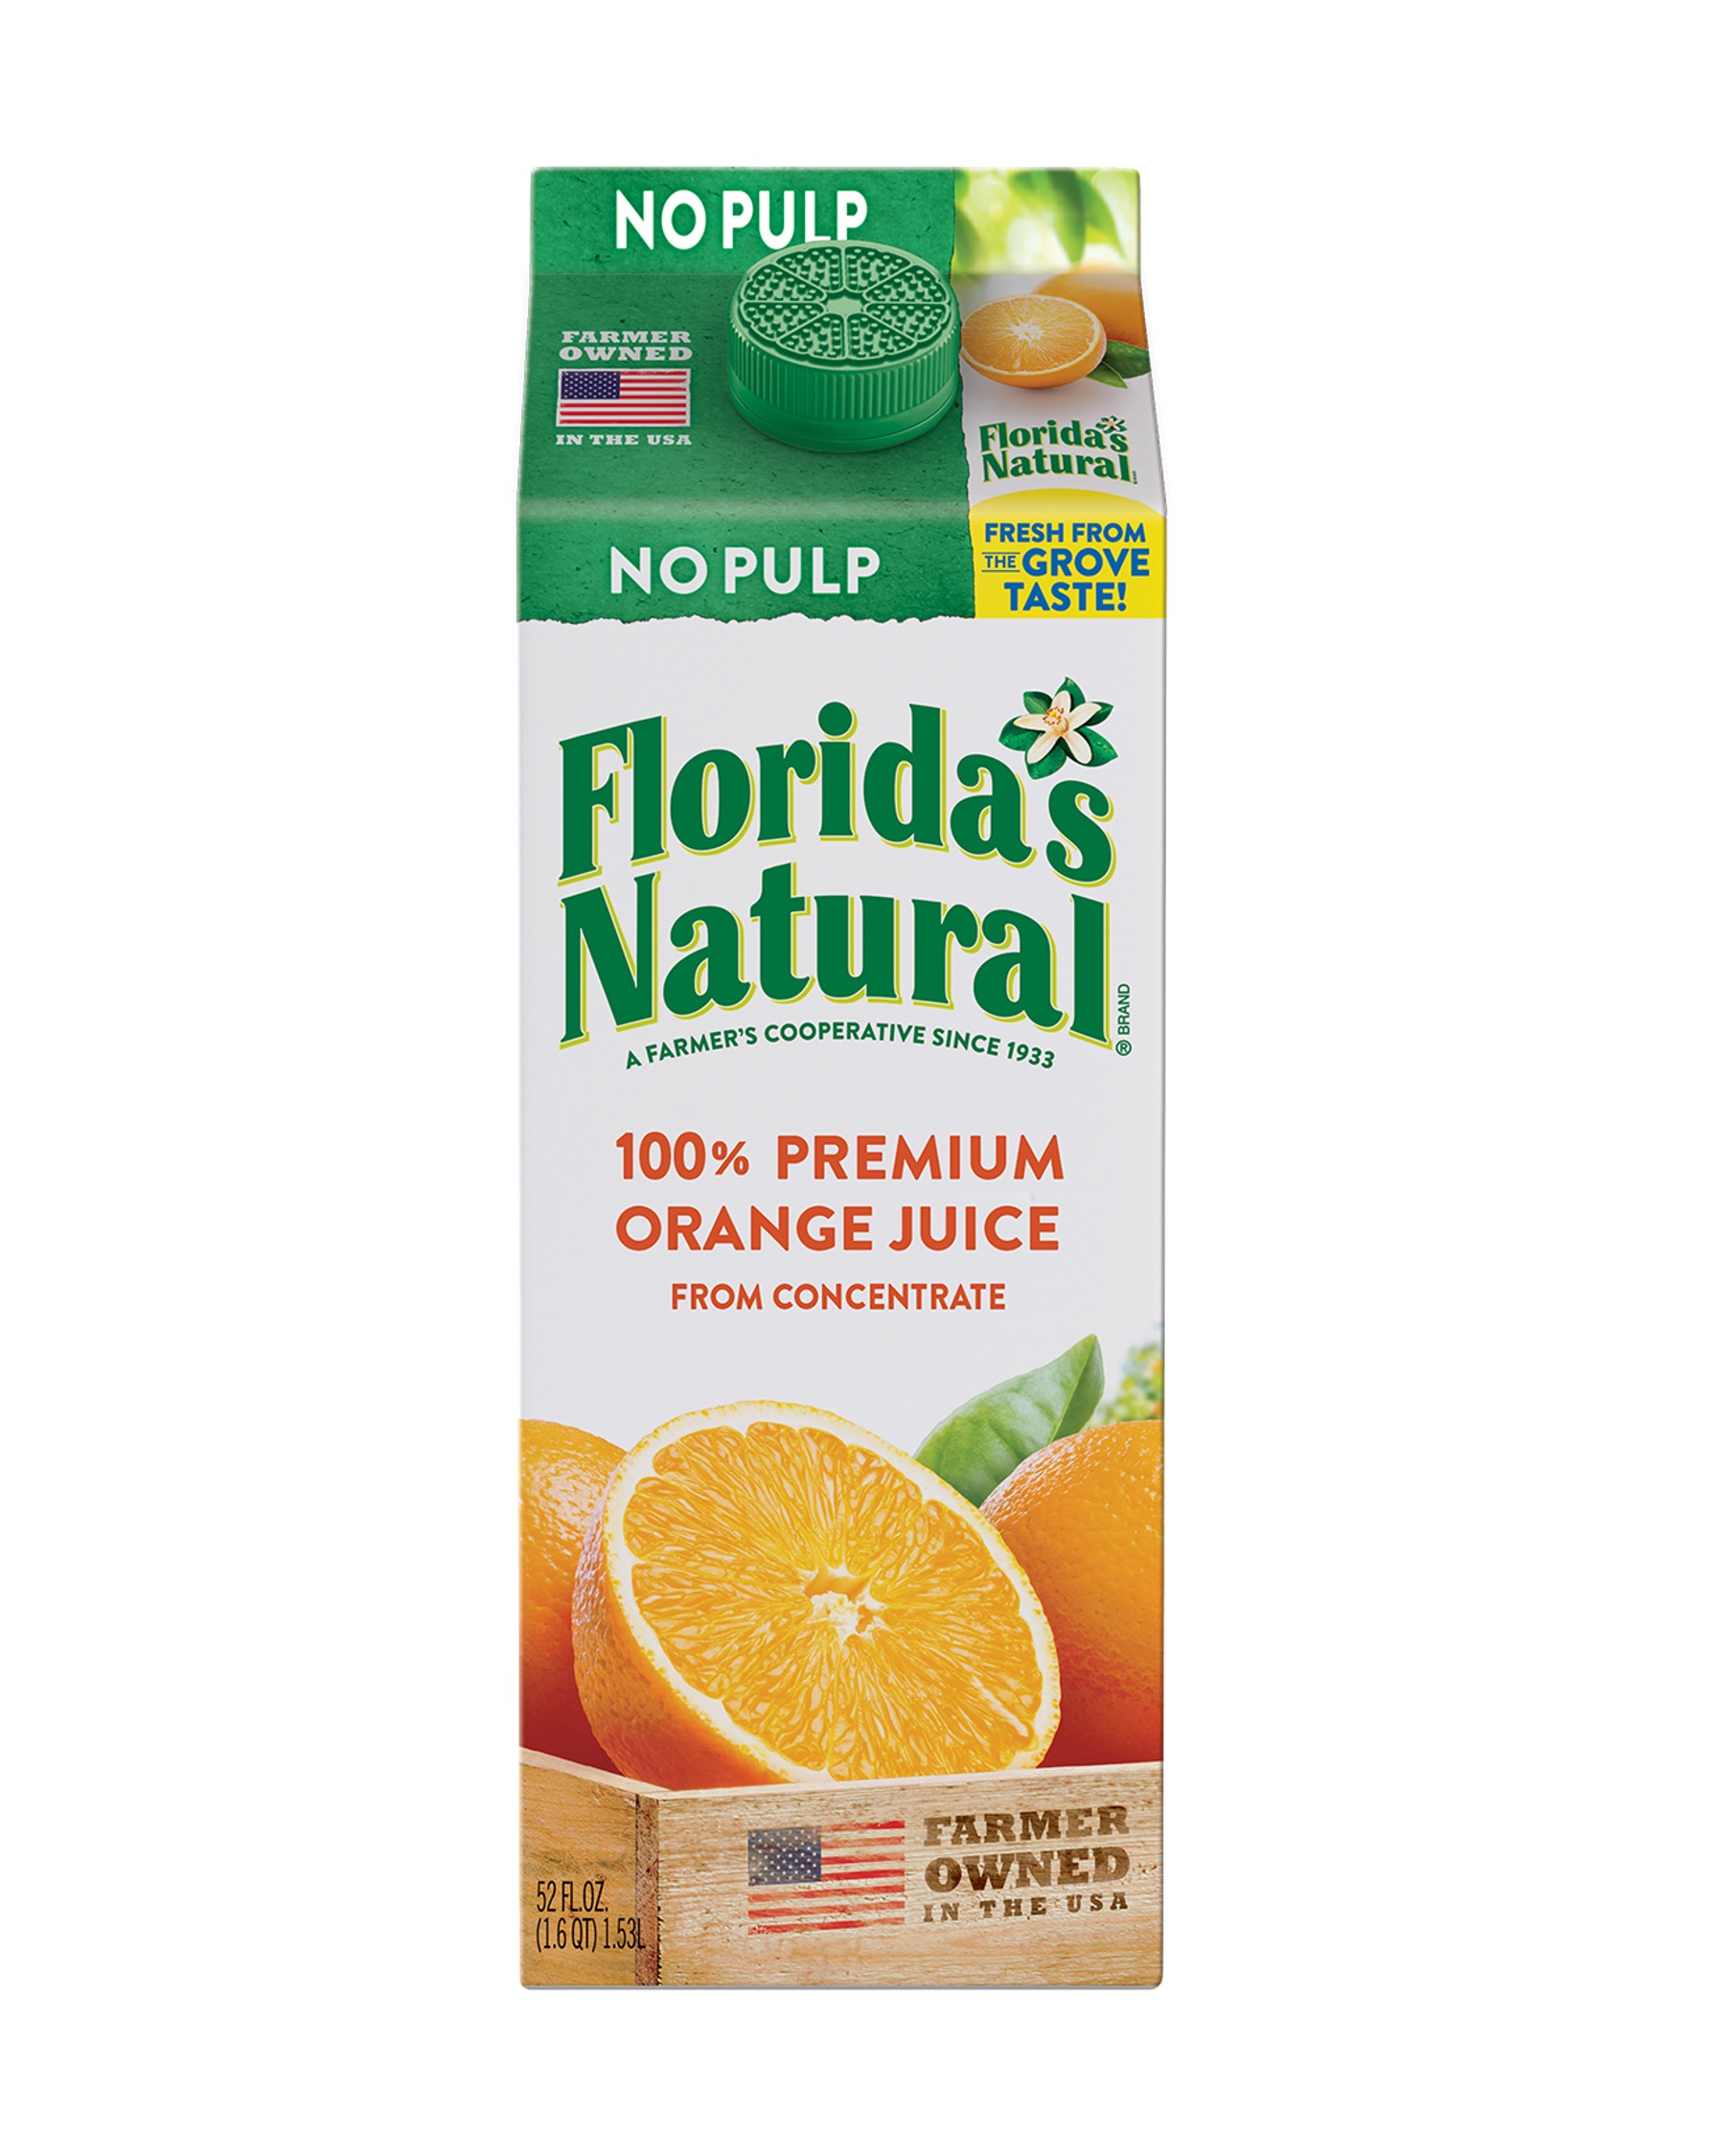 NO PULP
FARMER
OWNED
IN THE USA
Florida's
Natural
NO PULP
FRESH FROM
THE GROVE
TASTE!
Florida's
Natural
® BRAND
A FARMER'S COOPERATIVE SINCE 1933
100% PREMIUM
ORANGE JUICE
FROM CONCENTRATE
FARMER
OWNED
IN THE USA
52 FL.OZ.
(1.6 QT) 1.53L